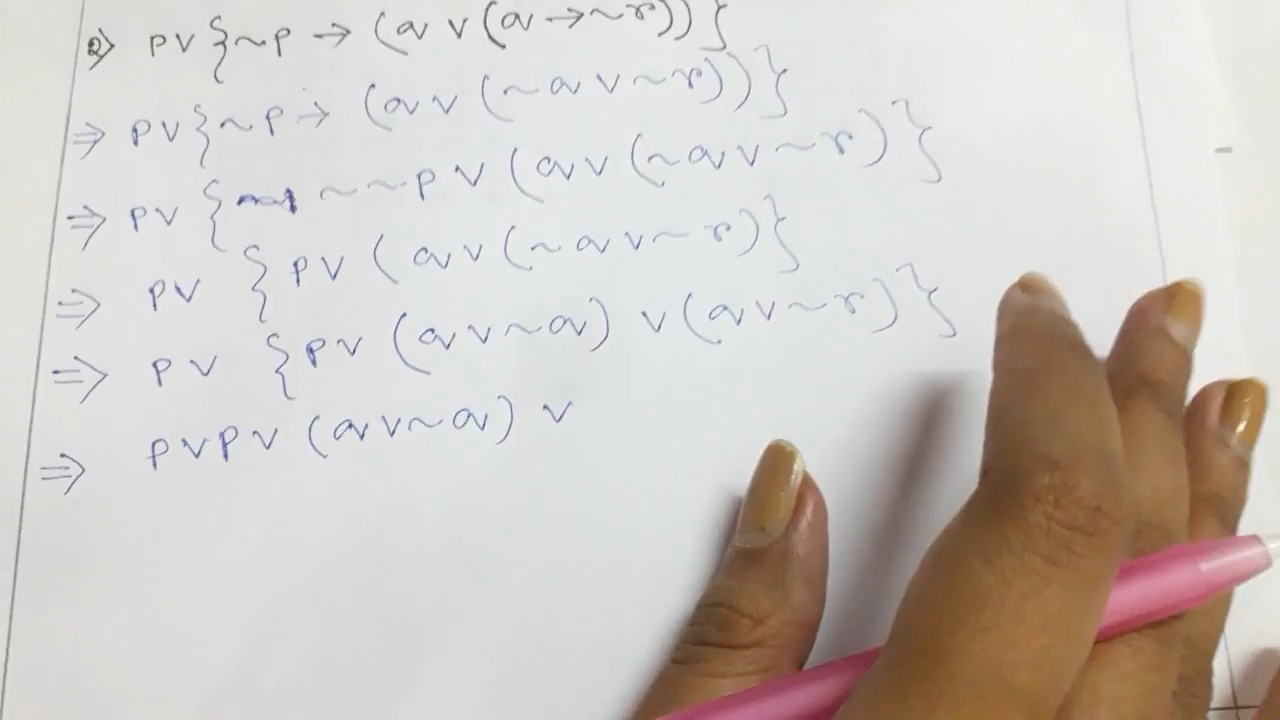 2) p ∨ {~p → (q ∨ (q → ~r))}
⇒ p ∨ {~p → (q ∨ (~q ∨ ~r))}
⇒ p ∨ { ~~p ∨ (q ∨ (~q ∨ ~r)}
⇒ p ∨ {p ∨ (q ∨ (~q ∨ ~r)}
⇒ p ∨ {p ∨ (q ∨ ~q) ∨ (q ∨ ~r)}
⇒ p ∨ p ∨ (q ∨ ~q) ∨